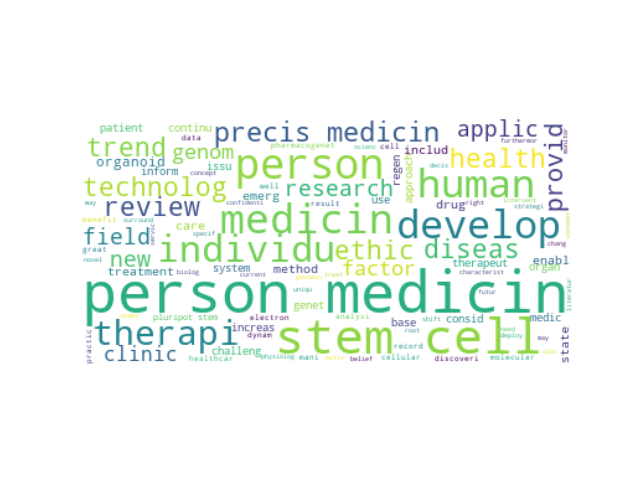 patient continu precis medicin applic provid
data furthermor
trend genom pharmacogenet scienc cell includ health
organoid issu person regen approach decis
inform concept human
technolog emerg well research use drug right intervent
way
benefit surround care result medicin strategi
review confidenti develop
field servic specif individu ethic diseas chang
great new factor therapeut enabl
novel treatment system method organ
biolog current process treat characterist
person medicin literatur
uniqu futur
pluripot stem genet analysi
therapi electron stem cell base shift consid need medic
increas root deploy
dynam may
practic clinic challeng record state
healthcar physiolog mani belief cellular discoveri molecular